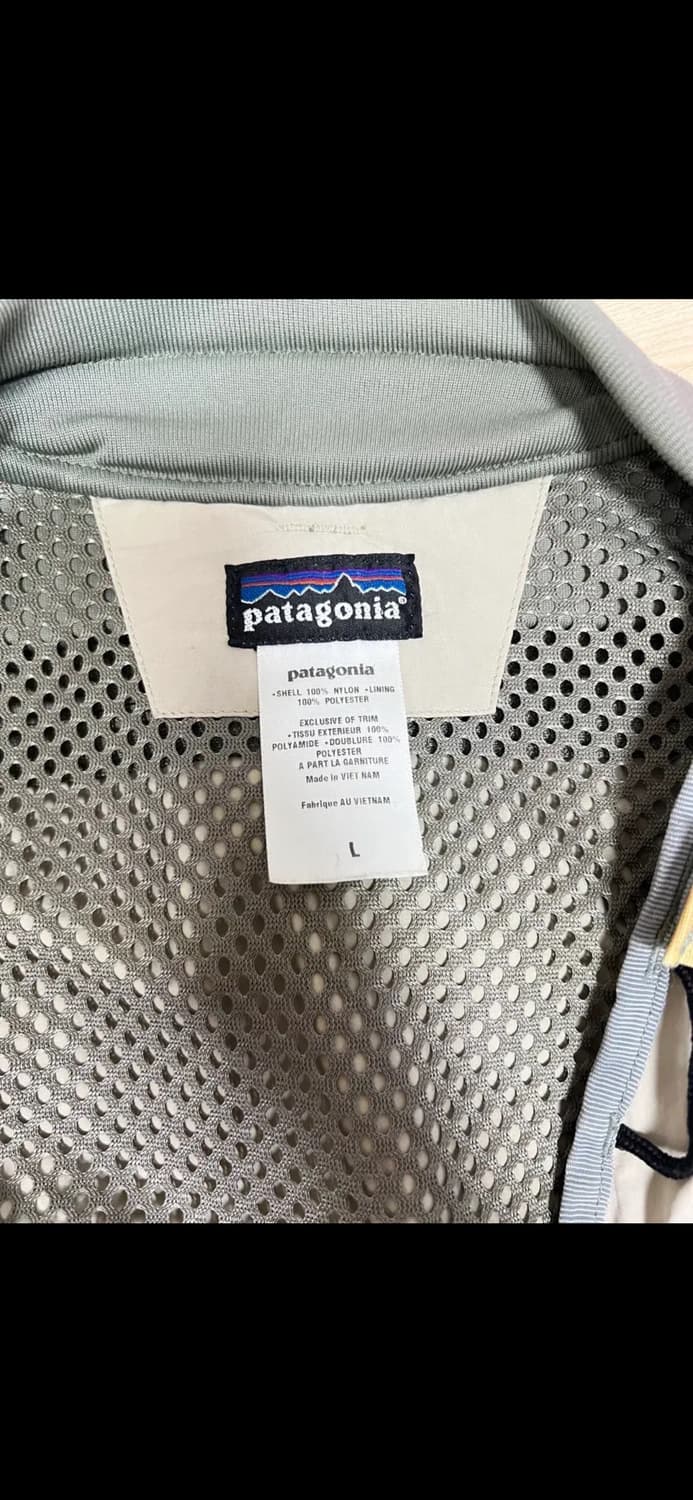 patagonia®
patagonia
•SHELL 100% NYLON •LINING
100% POLYESTER
EXCLUSIVE OF TRIM
•TISSU EXTERIEUR 100%
POLYAMIDE •DOUBLURE 100%
POLYESTER
A PART LA GARNITURE
Made in VIET NAM
Fabrique AU VIETNAM
L